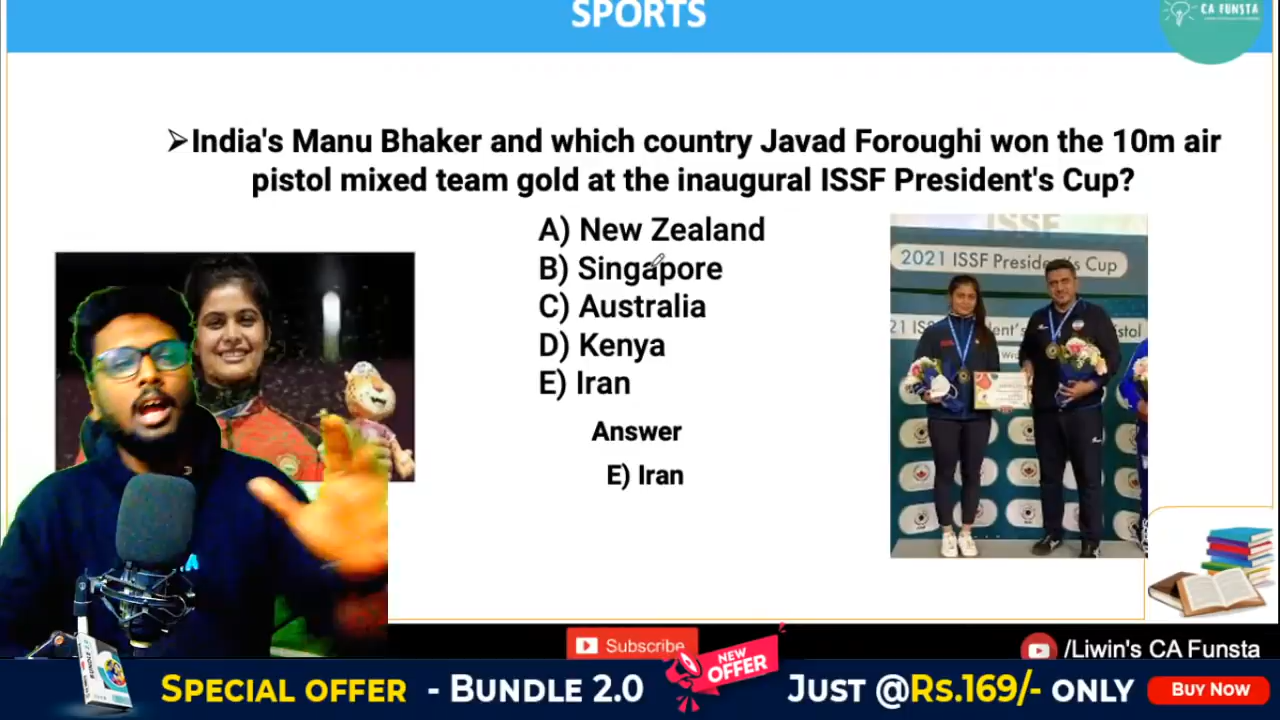 SPORTS
CA FUNSTA
➢India's Manu Bhaker and which country Javad Foroughi won the 10m air
pistol mixed team gold at the inaugural ISSF President's Cup?
A) New Zealand
B) Singapore
C) Australia
D) Kenya
E) Iran
Answer
E) Iran
ISSF
2021 ISSF President's Cup
Subscribe
/Liwin's CA Funsta
SPECIAL OFFER - BUNDLE 2.0
NEW
OFFER
JUST @Rs.169/- ONLY
Buy Now